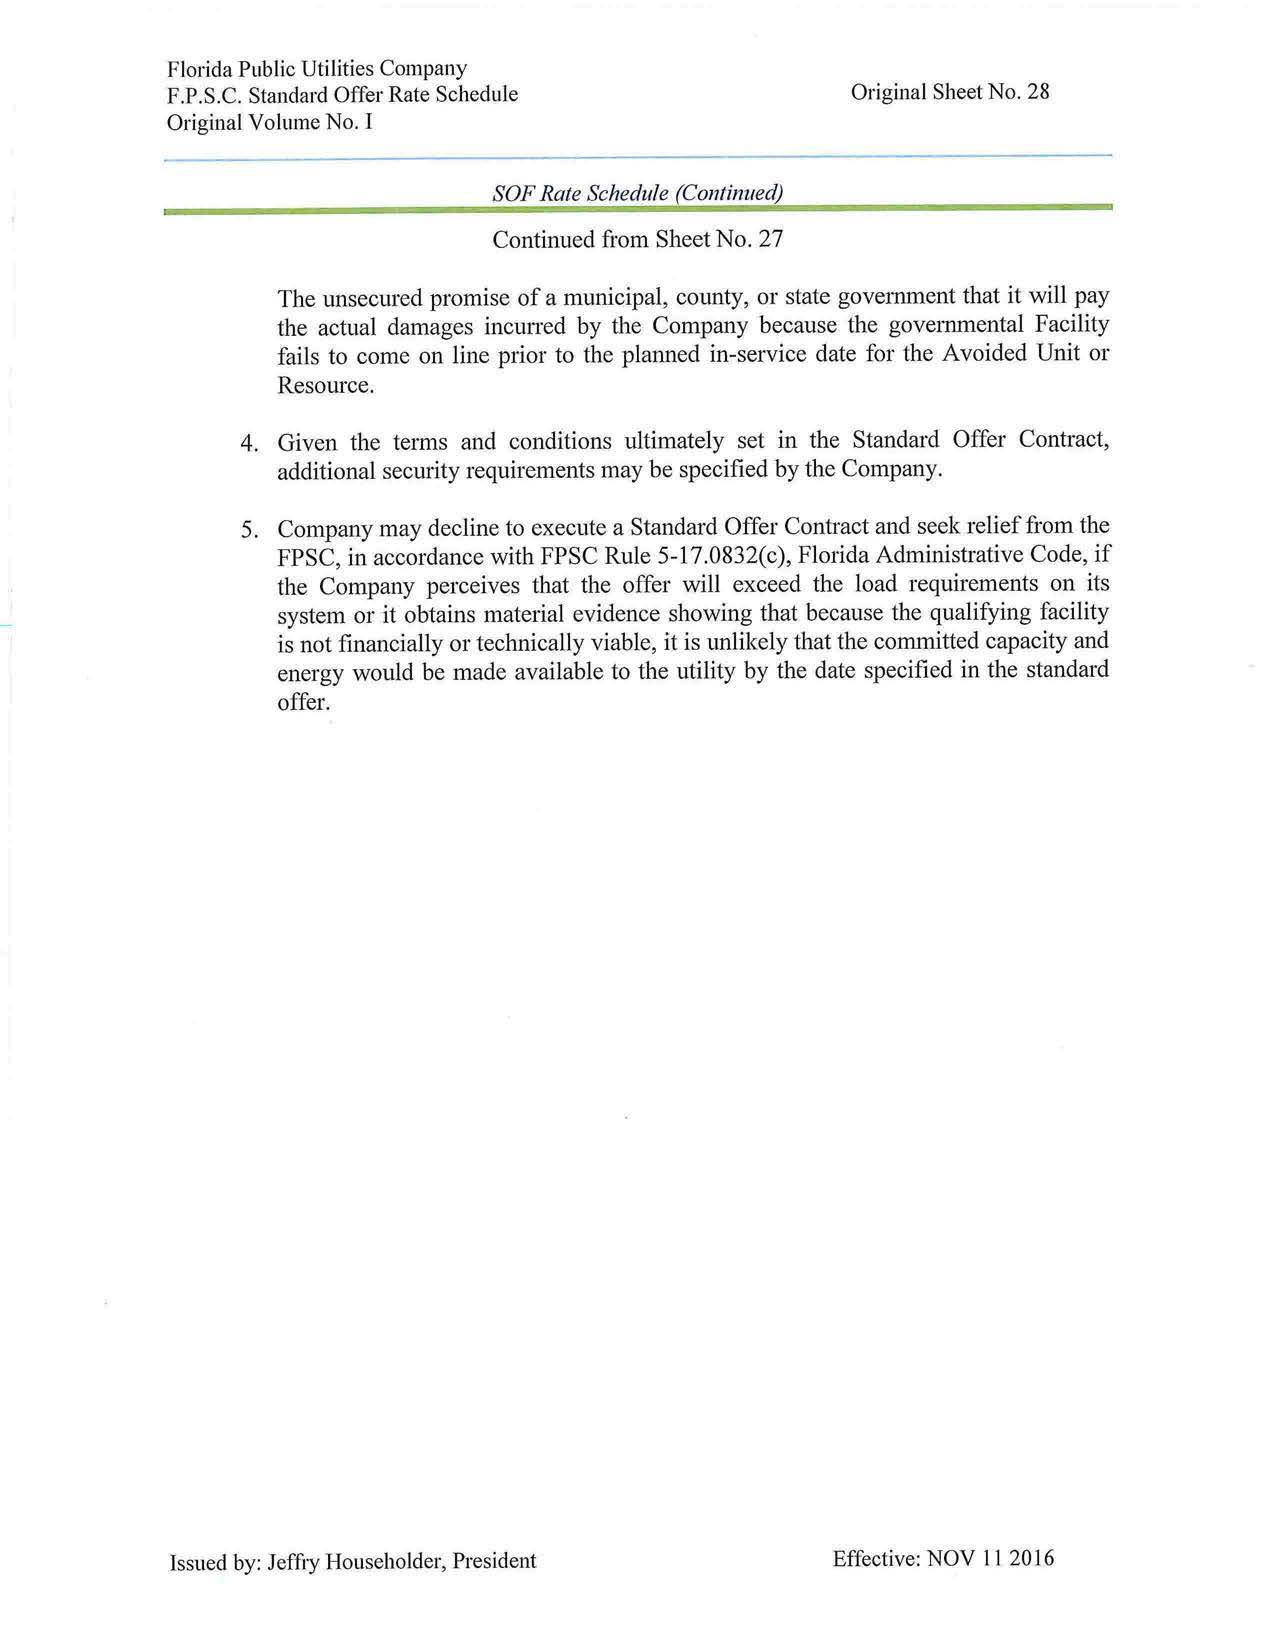 Florida Public Utilities Company
F.P.S.C. Standard Offer Rate Schedule
Original Sheet No. 28
Original Volume No. I
SOF Rate Schedule (Continued)
Continued from Sheet No. 27
The unsecured promise of a municipal, county, or state government that it will pay
the actual damages incurred by the Company because the governmental Facility
fails to come on line prior to the planned in-service date for the Avoided Unit or
Resource.
4. Given the terms and conditions ultimately set in the Standard Offer Contract,
additional security requirements may be specified by the Company.
5. Company may decline to execute a Standard Offer Contract and seek relief from the
FPSC, in accordance with FPSC Rule 5-17.0832(c), Florida Administrative Code, if
the Company perceives that the offer will exceed the load requirements on its
system or it obtains material evidence showing that because the qualifying facility
is not financially or technically viable, it is unlikely that the committed capacity and
energy would be made available to the utility by the date specified in the standard
offer.
Issued by: Jeffry Householder, President
Effective: NOV 11 2016